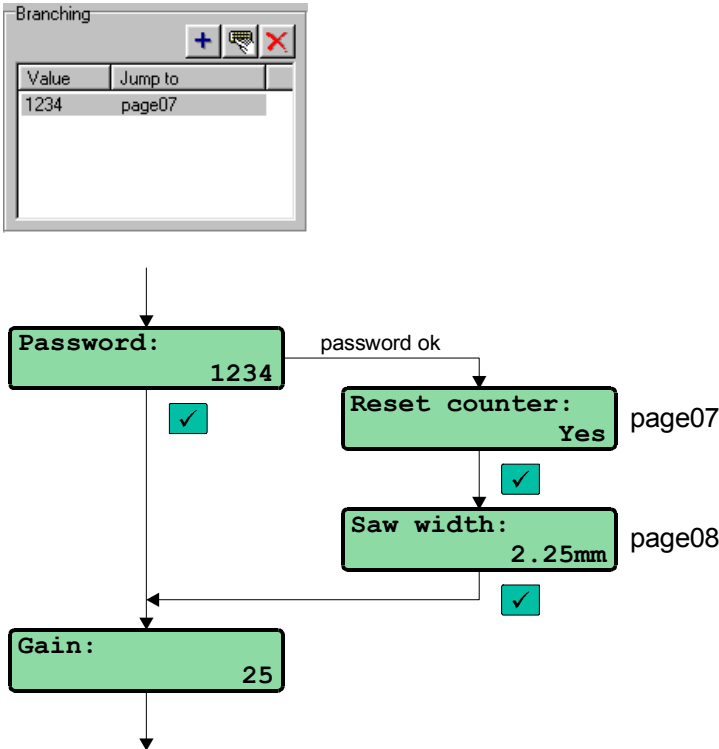 Branching
Value Jump to
1234 page07
Password:
1234
password ok
Reset counter:
Yes
page07
Saw width:
2.25mm
page08
Gain:
25